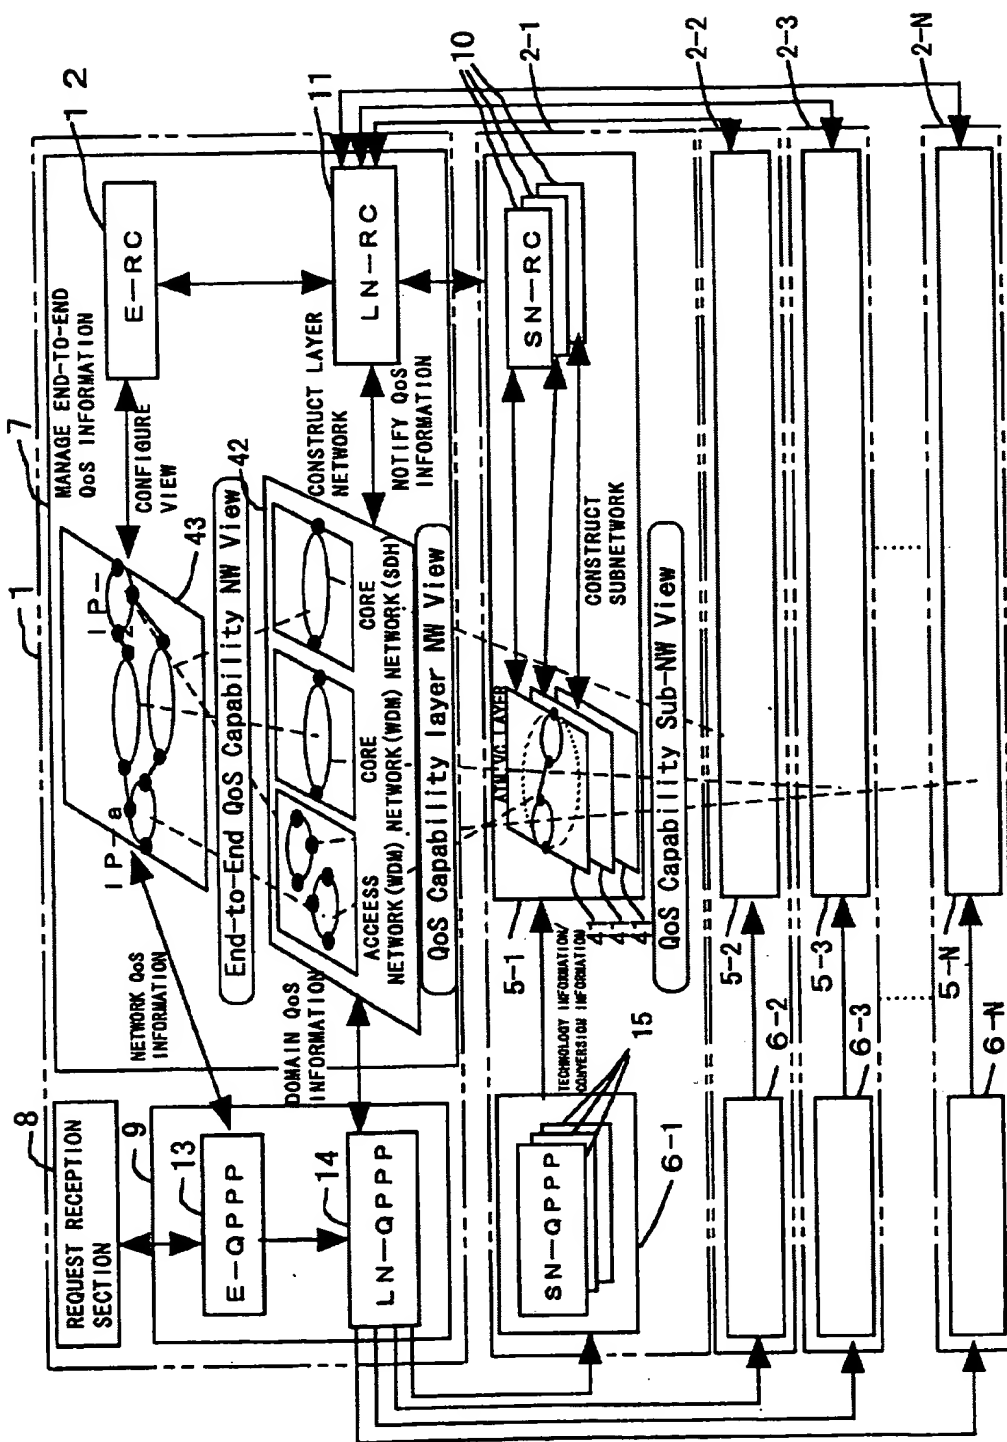 1
7
MANAGE END-TO-END
QoS INFORMATION
12
E-RC
CONFIGURE
VIEW
43
IP-
Z
IP-a
NETWORK QoS
INFORMATION
8
REQUEST RECEPTION
SECTION
9
13
E-QPPP
End-to-End QoS Capability NW View
11
LN-RC
CONSTRUCT LAYER
NETWORK
NOTIFY QoS
INFORMATION
42
CORE
NETWORK(SDH)
CORE
NETWORK(WDM)
ACCEESS
NETWORK(WDM)
DOMAIN QoS
INFORMATION
14
LN-QPPP
QoS Capability layer NW View
10
2-1
SN-RC
CONSTRUCT
SUBNETWORK
ATM VC LAYER
5-1
41
41
41
TECHNOLOGY INFORMATION/
CONVERSION INFORMATION
15
SN-QPPP
6-1
QoS Capability Sub-NW View
2-2
5-2
6-2
2-3
5-3
6-3
2-N
5-N
6-N